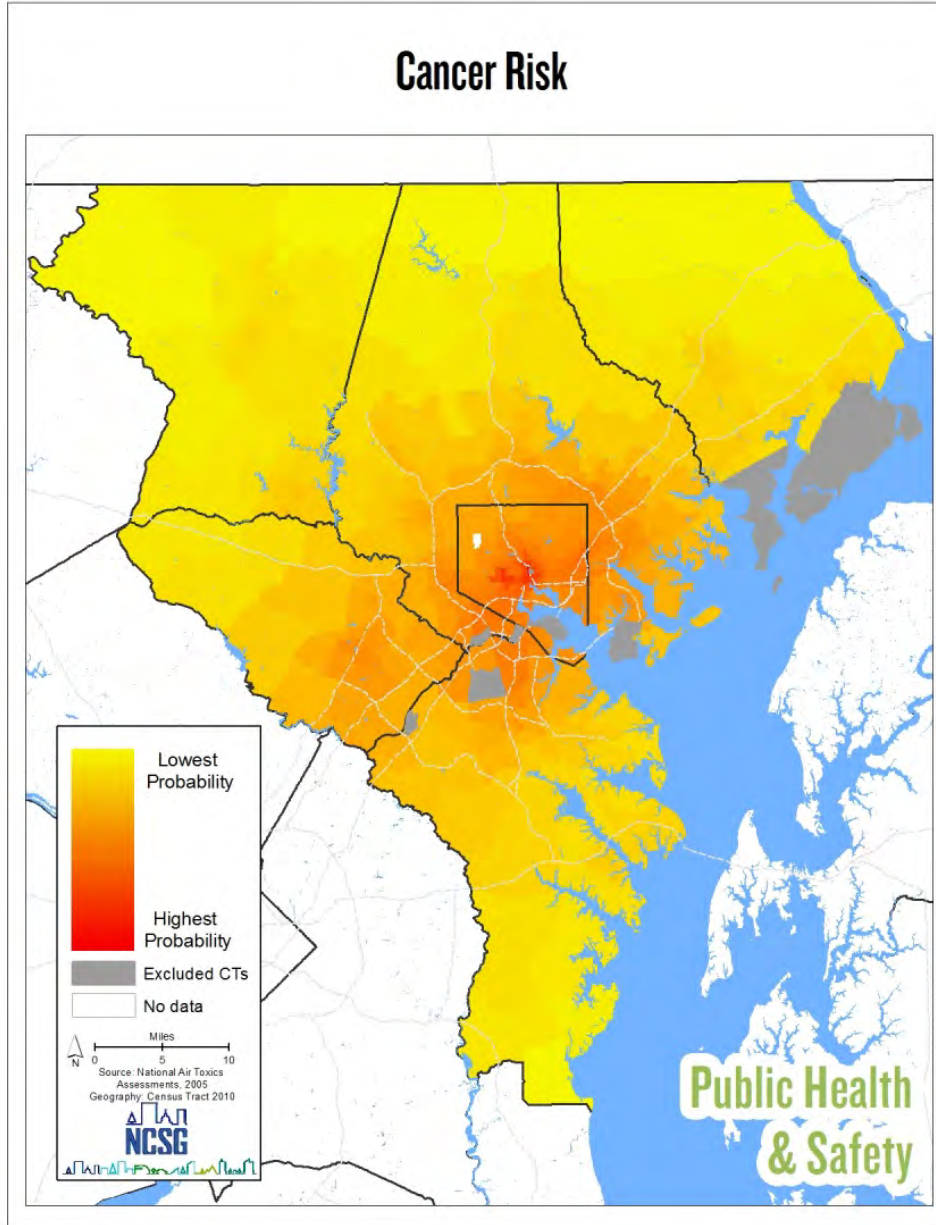 Cancer Risk
Lowest
Probability
Highest
Probability
Excluded CTs
No data
Miles
N
0 5 10
Source: National Air Toxics
Assessments, 2005
Geography: Census Tract 2010
NCSG
Public Health
& Safety